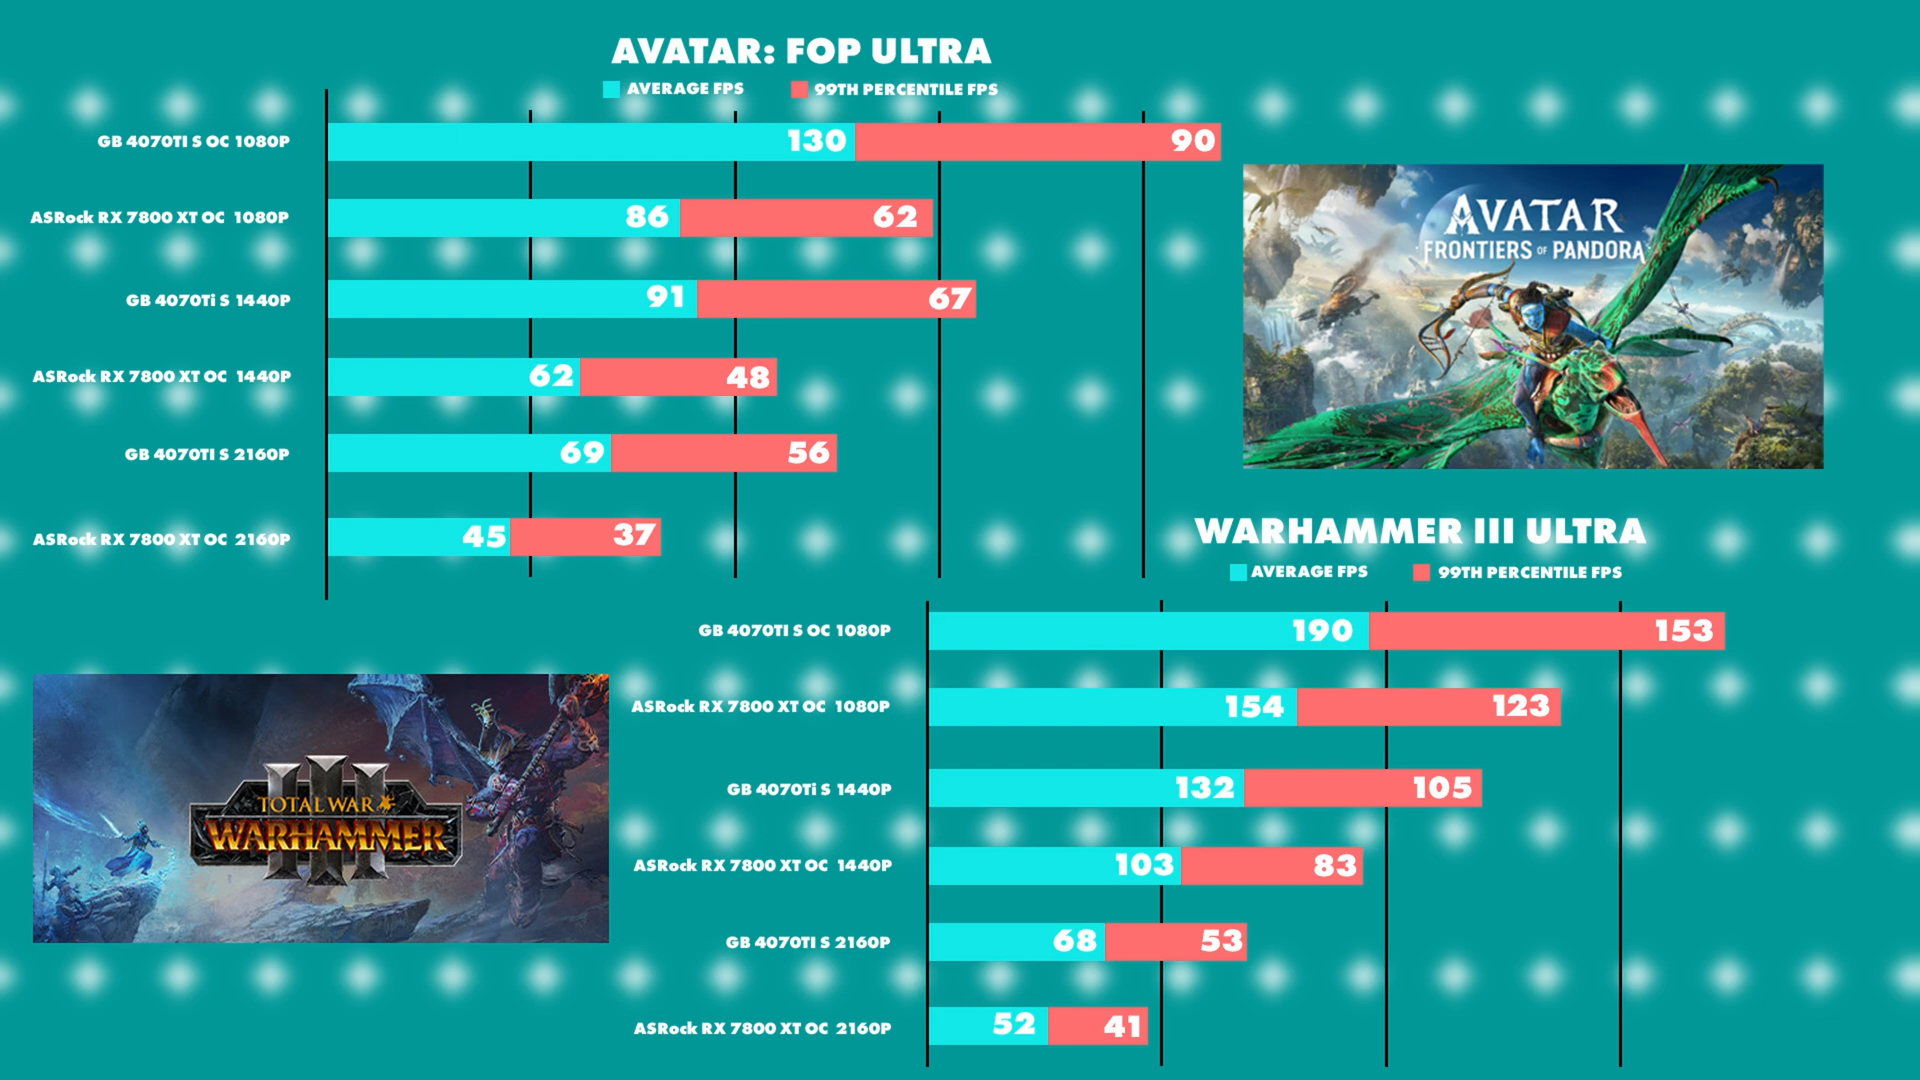 AVATAR: FOP ULTRA
AVERAGE FPS 99TH PERCENTILE FPS
GB 4070TI S OC 1080P 130 90
ASRock RX 7800 XT OC 1080P 86 62
GB 4070Ti S 1440P 91 67
ASRock RX 7800 XT OC 1440P 62 48
GB 4070TI S 2160P 69 56
ASRock RX 7800 XT OC 2160P 45 37
AVATAR
FRONTIERS OF PANDORA
WARHAMMER III ULTRA
AVERAGE FPS 99TH PERCENTILE FPS
GB 4070TI S OC 1080P 190 153
ASRock RX 7800 XT OC 1080P 154 123
GB 4070Ti S 1440P 132 105
ASRock RX 7800 XT OC 1440P 103 83
GB 4070TI S 2160P 68 53
ASRock RX 7800 XT OC 2160P 52 41
III
TOTAL WAR
WARHAMMER